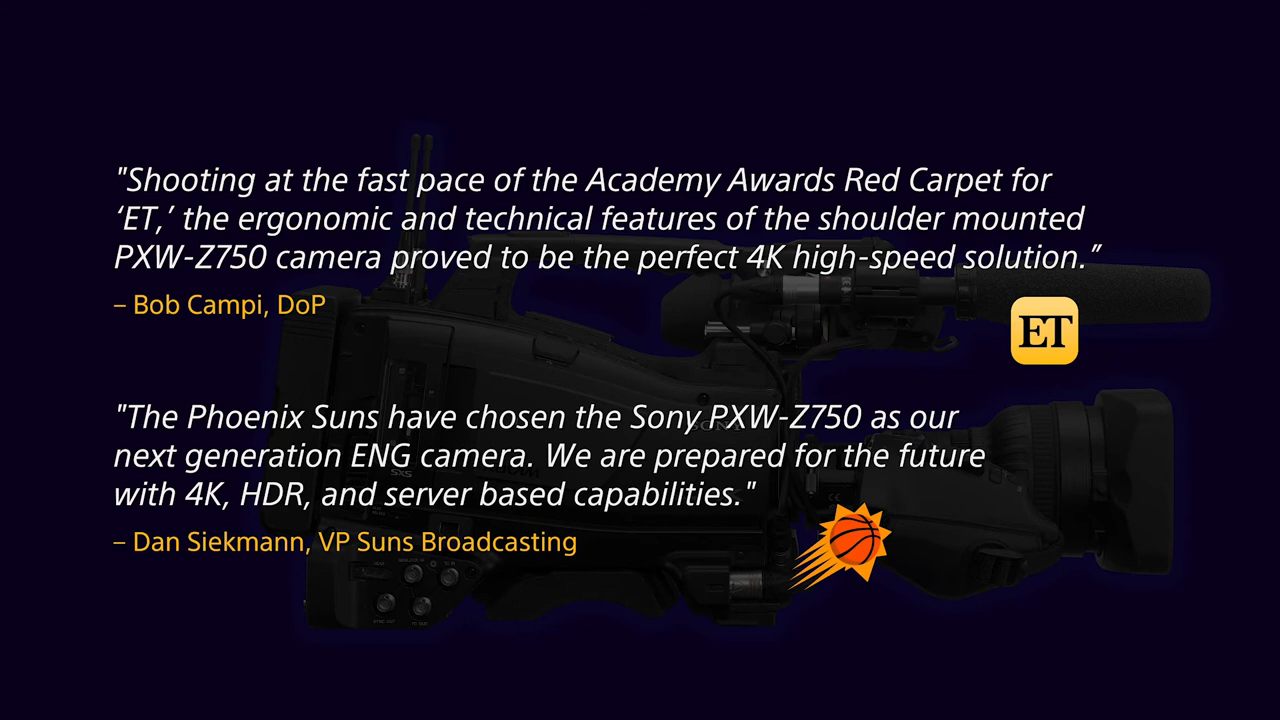 "Shooting at the fast pace of the Academy Awards Red Carpet for
‘ET,’ the ergonomic and technical features of the shoulder mounted
PXW-Z750 camera proved to be the perfect 4K high-speed solution.”
– Bob Campi, DoP
ET
"The Phoenix Suns have chosen the Sony PXW-Z750 as our
SONY
next generation ENG camera. We are prepared for the future
SXS
with 4K, HDR, and server based capabilities."
– Dan Siekmann, VP Suns Broadcasting